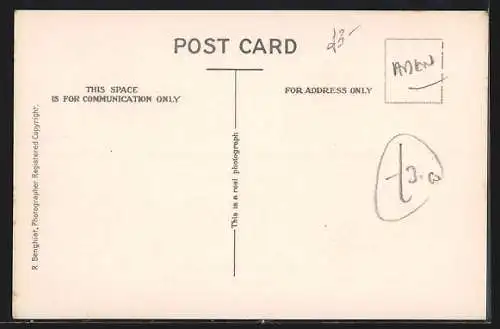 POST CARD
£3-
ADEN
THIS SPACE
IS FOR COMMUNICATION ONLY
FOR ADDRESS ONLY
This is a real photograph
R. Benghiat, Photographer Registered Copyright.